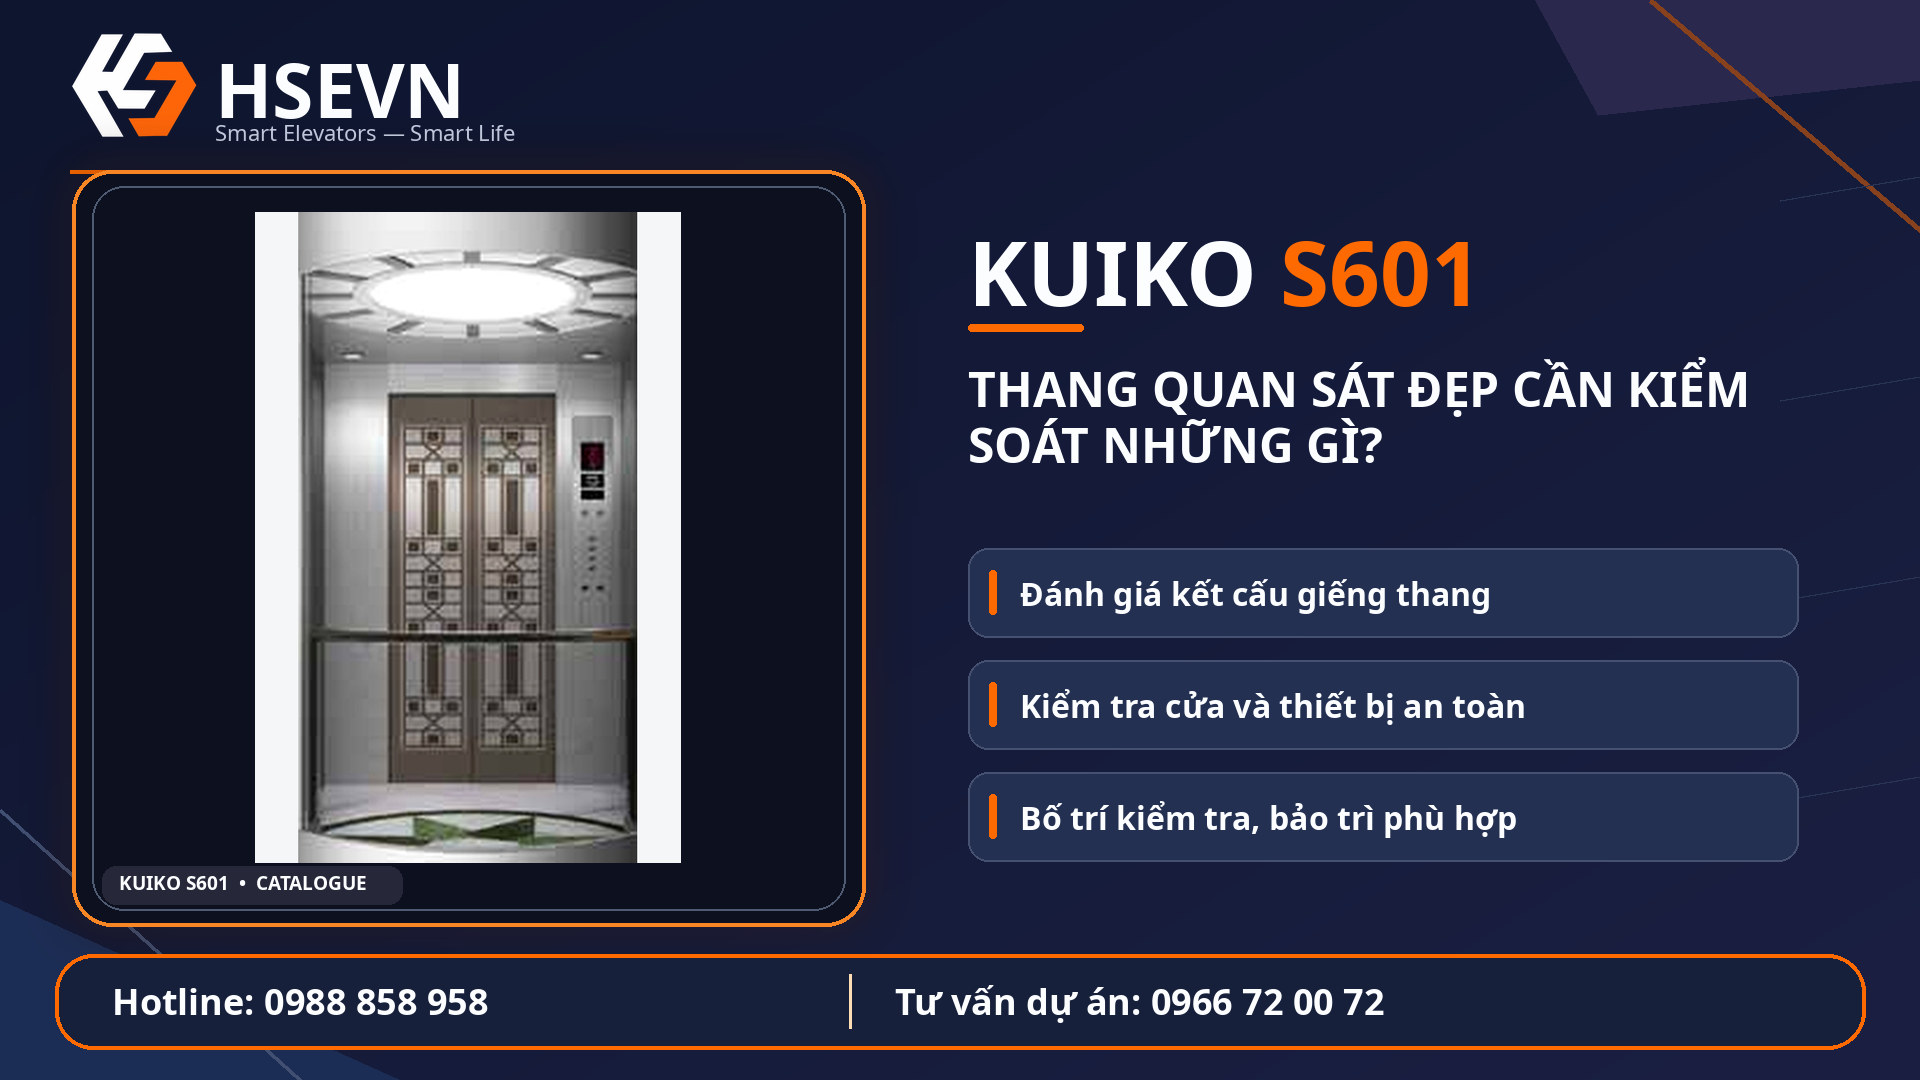 HSEVN
Smart Elevators — Smart Life
KUIKO S601
THANG QUAN SÁT ĐẸP CẦN KIỂM
SOÁT NHỮNG GÌ?
Đánh giá kết cấu giếng thang
Kiểm tra cửa và thiết bị an toàn
Bố trí kiểm tra, bảo trì phù hợp
KUIKO S601 • CATALOGUE
Hotline: 0988 858 958
Tư vấn dự án: 0966 72 00 72